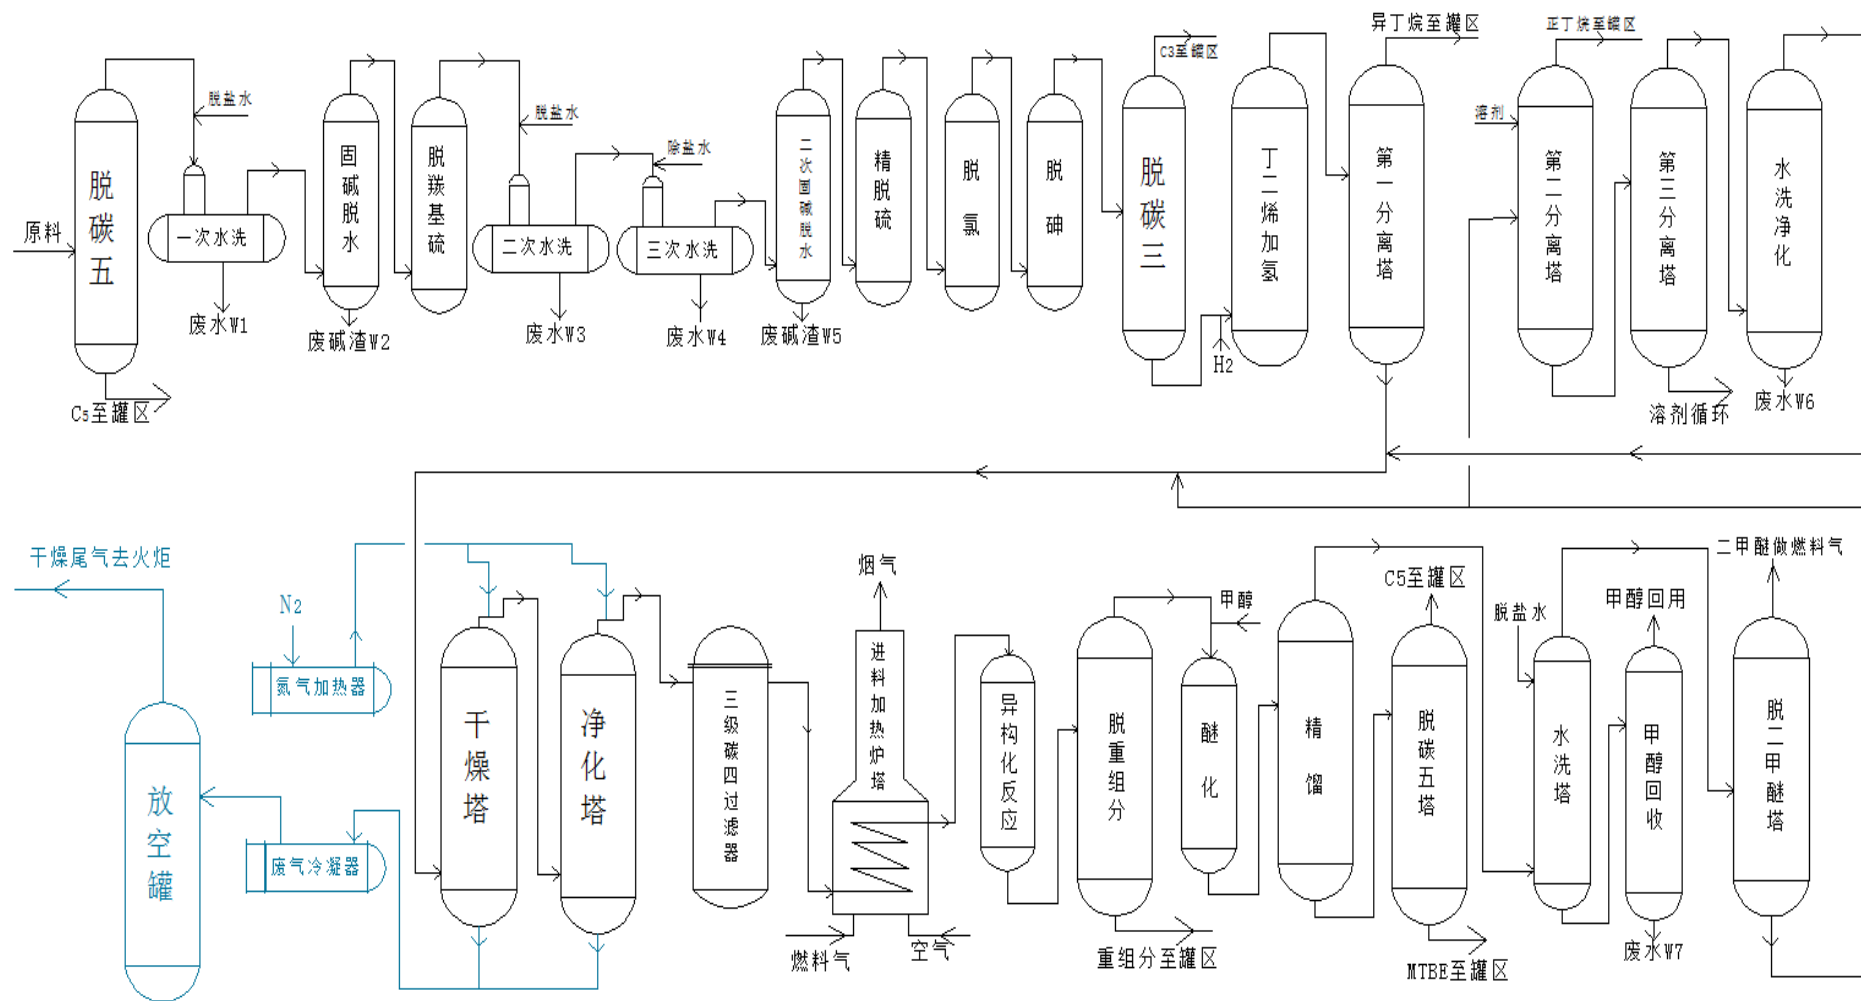 异丁烷至罐区
正丁烷至罐区
C3至罐区
脱盐水
脱盐水
除盐水
溶剂
原料
脱碳五
一次水洗
固碱脱水
脱羰基硫
二次水洗
三次水洗
二次固碱脱水
精脱硫
脱氯
脱砷
脱碳三
丁二烯加氢
第一分离塔
第二分离塔
第三分离塔
水洗净化
C5至罐区
废水W1
废碱渣W2
废水W3
废水W4
废碱渣W5
H2
溶剂循环
废水W6
干燥尾气去火炬
N2
氮气加热器
放空罐
废气冷凝器
干燥塔
净化塔
三级碳四过滤器
烟气
进料加热炉塔
燃料气
空气
异构化反应
脱重组分
重组分至罐区
甲醇
醚化
精馏
C5至罐区
脱碳五塔
MTBE至罐区
脱盐水
水洗塔
甲醇回用
甲醇回收
废水W7
二甲醚做燃料气
脱二甲醚塔